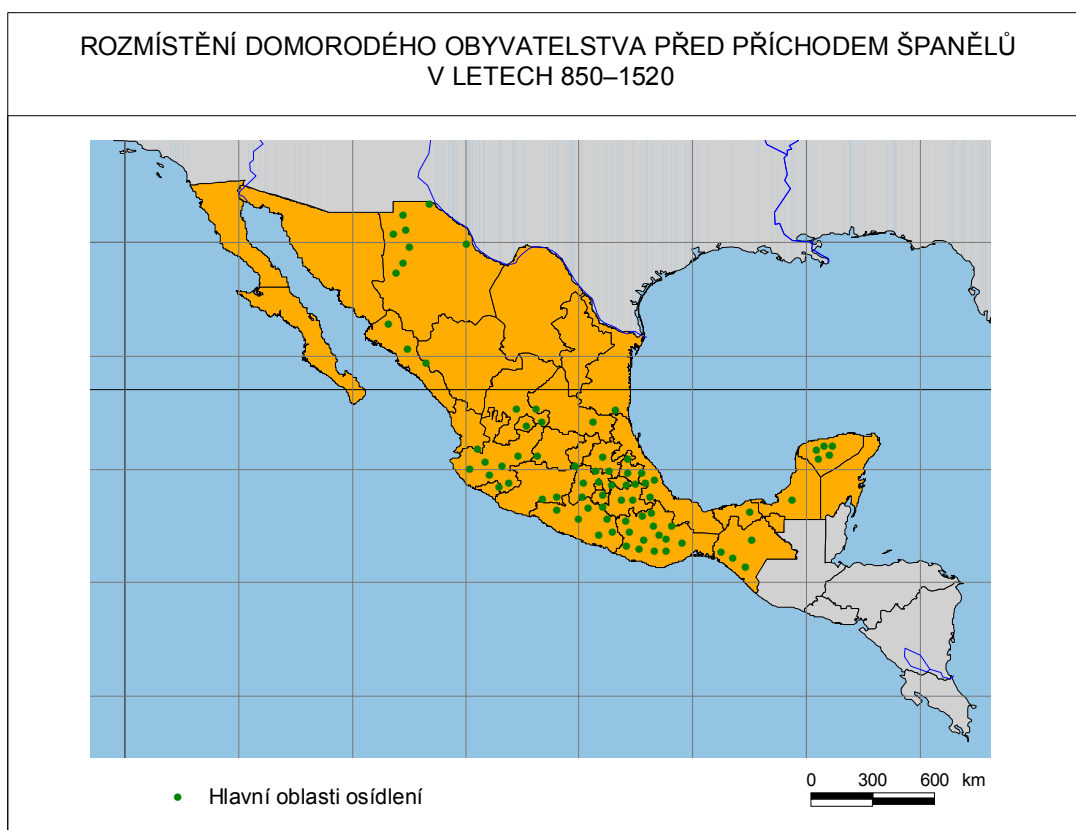 ROZMÍSTĚNÍ DOMORODÉHO OBYVATELSTVA PŘED PŘÍCHODEM ŠPANĚLŮ
V LETECH 850–1520
Hlavní oblasti osídlení
0 300 600 km